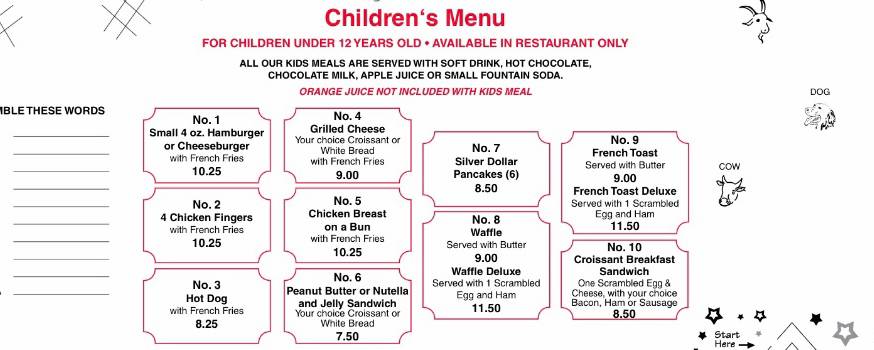 Children's Menu
FOR CHILDREN UNDER 12 YEARS OLD • AVAILABLE IN RESTAURANT ONLY
ALL OUR KIDS MEALS ARE SERVED WITH SOFT DRINK, HOT CHOCOLATE,
CHOCOLATE MILK, APPLE JUICE OR SMALL FOUNTAIN SODA.
ORANGE JUICE NOT INCLUDED WITH KIDS MEAL
THESE WORDS
No. 1
Small 4 oz. Hamburger
or Cheeseburger
with French Fries
10.25
No. 2
4 Chicken Fingers
with French Fries
10.25
No. 3
Hot Dog
with French Fries
8.25
No. 4
Grilled Cheese
Your choice Croissant or
White Bread
with French Fries
9.00
No. 5
Chicken Breast
on a Bun
with French Fries
10.25
No. 6
Peanut Butter or Nutella
and Jelly Sandwich
Your choice Croissant or
White Bread
7.50
No. 7
Silver Dollar
Pancakes (6)
8.50
No. 8
Waffle
Served with Butter
9.00
Waffle Deluxe
Served with 1 Scrambled
Egg and Ham
11.50
No. 9
French Toast
Served with Butter
9.00
French Toast Deluxe
Served with 1 Scrambled
Egg and Ham
11.50
No. 10
Croissant Breakfast
Sandwich
One Scrambled Egg &
Cheese, with your choice
Bacon, Ham or Sausage
8.50
DOG
COW
Start
Here